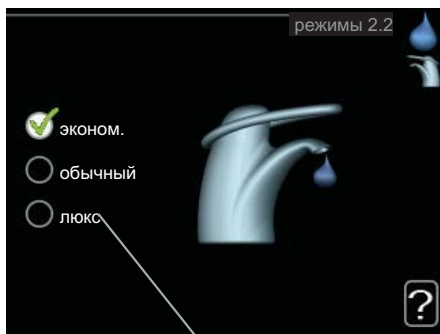 режимы 2.2
эконом.
обычный
люкс
?